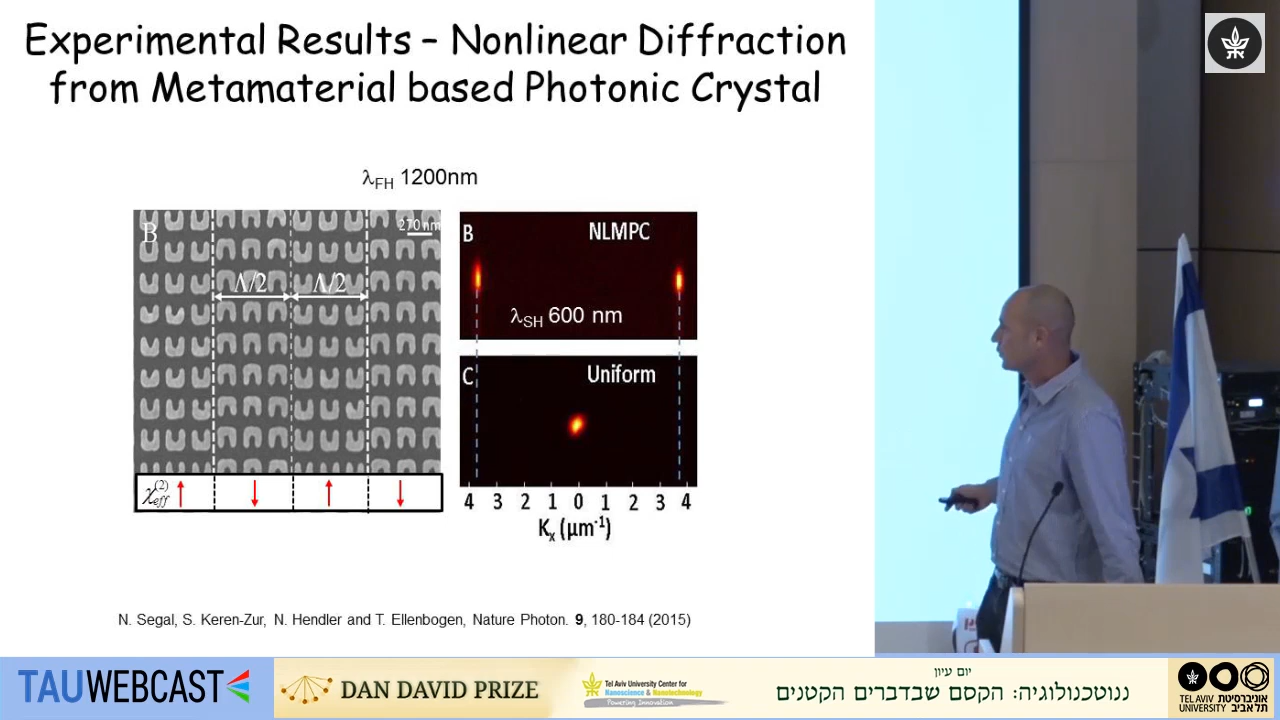 Experimental Results – Nonlinear Diffraction
from Metamaterial based Photonic Crystal
λFH 1200nm
B
270 nm
Λ/2
Λ/2
χ(2)eff
B
NLMPC
λSH 600 nm
C
Uniform
4 3 2 1 0 1 2 3 4
Kx (μm-1)
N. Segal, S. Keren-Zur, N. Hendler and T. Ellenbogen, Nature Photon. 9, 180-184 (2015)
TAUWEBCAST
DAN DAVID PRIZE
Tel Aviv University Center for
Nanoscience & Nanotechnology
Powering Innovation
יום עיון
ננוטכנולוגיה: הקסם שבדברים הקטנים
TEL AVIV אוניברסיטת
UNIVERSITY תל אביב